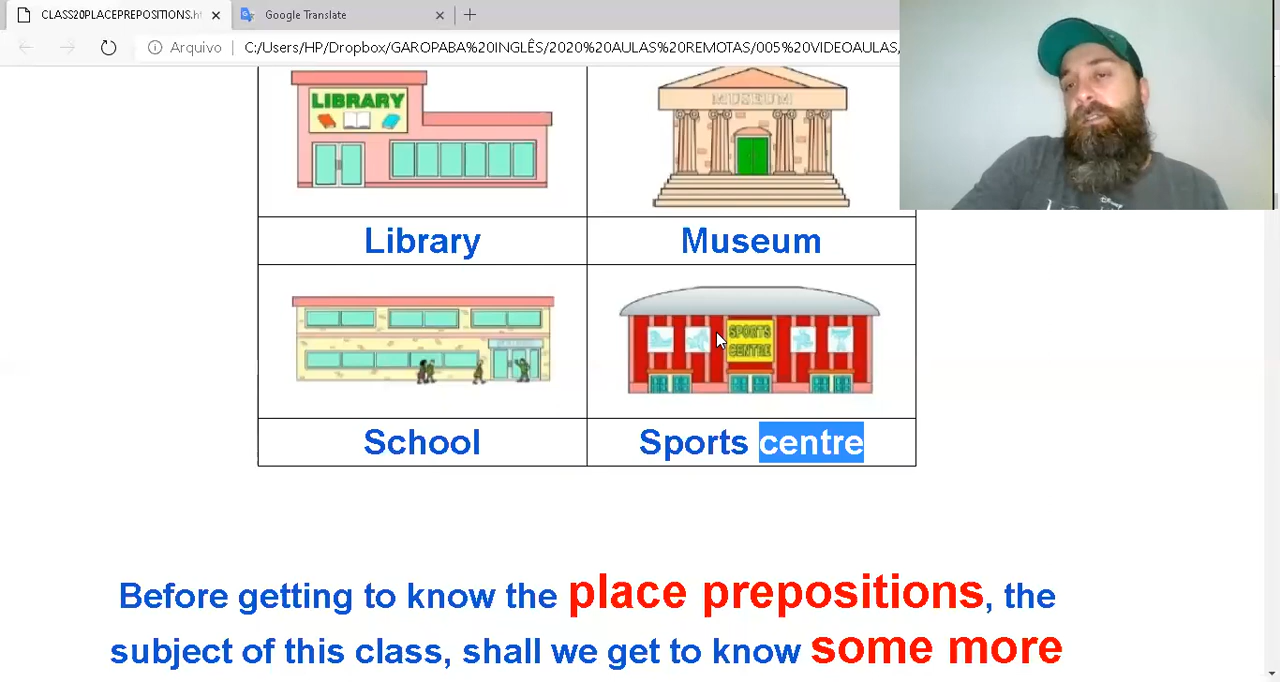 CLASS20PLACEPREPOSITIONS.h
Google Translate
Arquivo
C:/Users/HP/Dropbox/GAROPABA%20INGLÊS/2020%20AULAS%20REMOTAS/005%20VIDEOAULAS,
LIBRARY
MUSEUM
Library
Museum
SPORTS
CENTRE
School
Sports centre
Before getting to know the place prepositions, the
subject of this class, shall we get to know some more